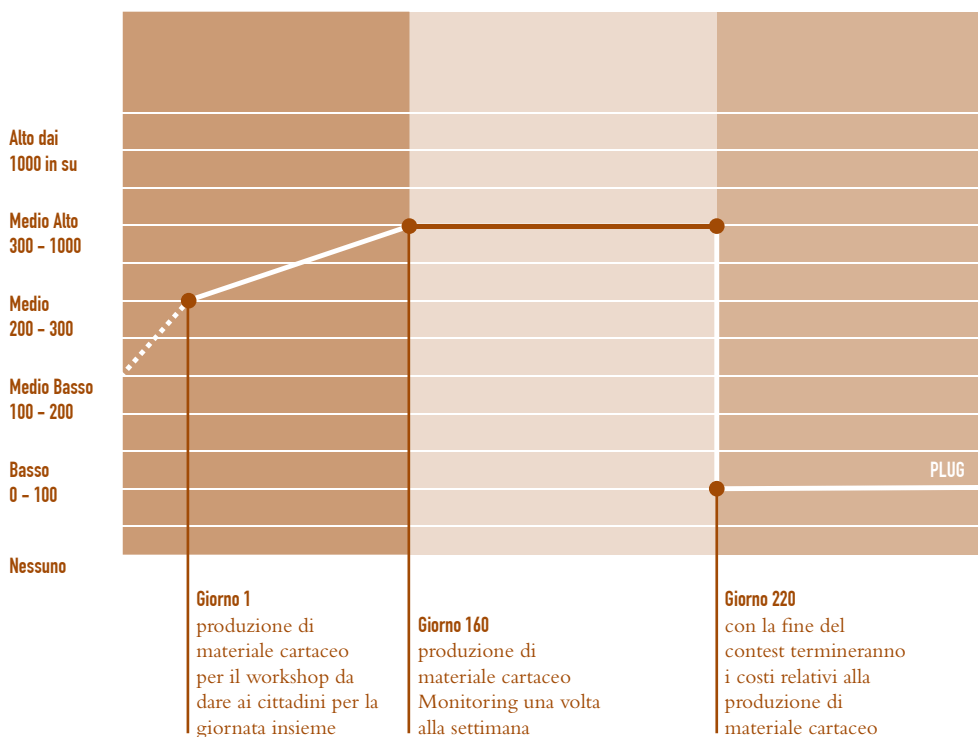 Alto dai
1000 in su
Medio Alto
300 - 1000
Medio
200 - 300
Medio Basso
100 - 200
Basso
0 - 100
Nessuno
PLUG
Giorno 1
produzione di
materiale cartaceo
per il workshop da
dare ai cittadini per la
giornata insieme
Giorno 160
produzione di
materiale cartaceo
Monitoring una volta
alla settimana
Giorno 220
con la fine del
contest termineranno
i costi relativi alla
produzione di
materiale cartaceo